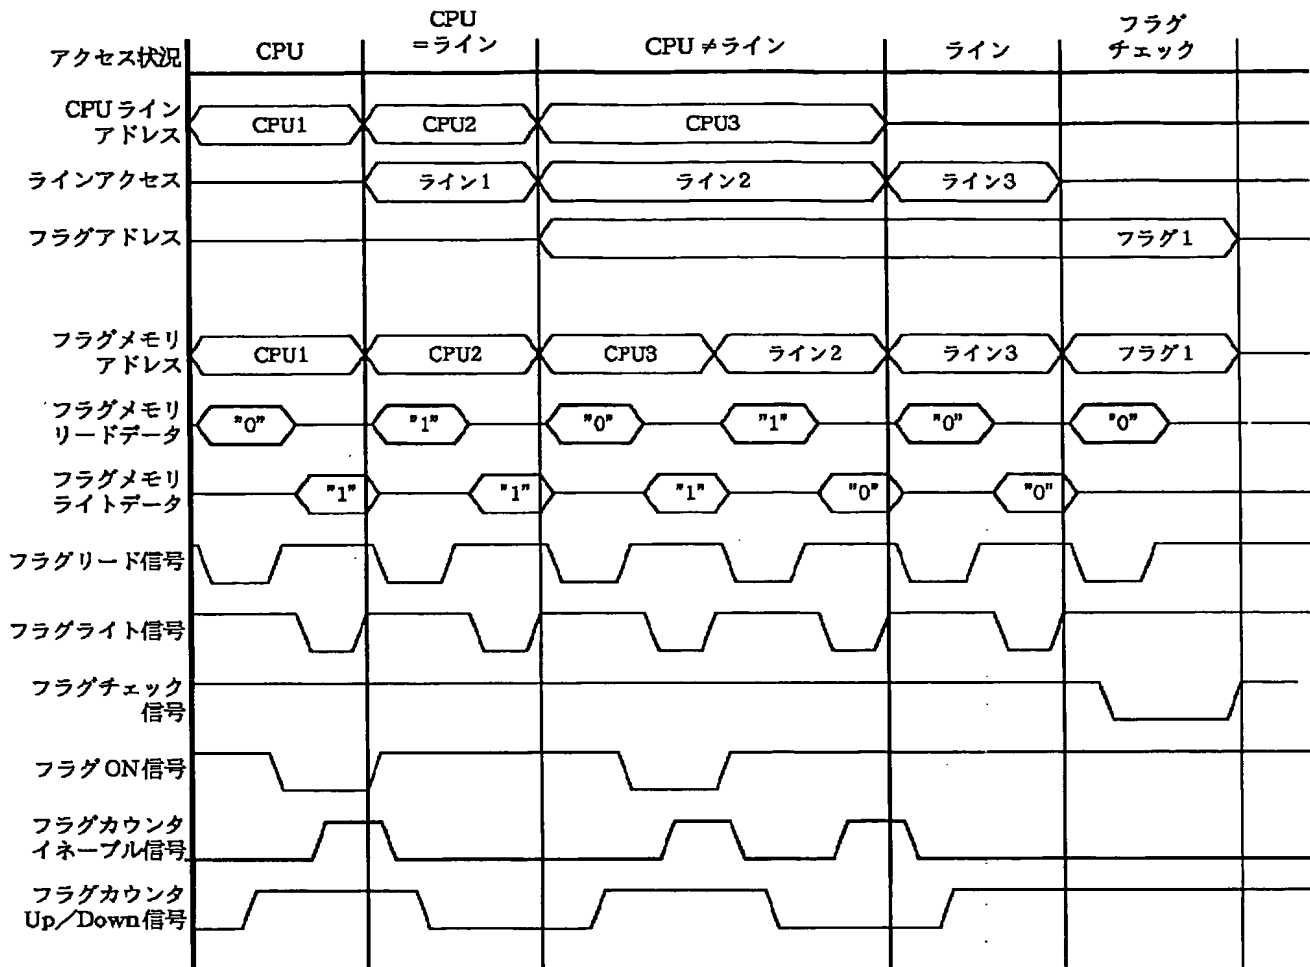 アクセス状況 CPU CPU =ライン CPU≠ライン ライン フラグ チェック
CPUライン
アドレス CPU1 CPU2 CPU3
ラインアクセス ライン1 ライン2 ライン3
フラグアドレス フラグ1
フラグメモリ
アドレス CPU1 CPU2 CPU3 ライン2 ライン3 フラグ1
フラグメモリ
リードデータ "0" "1" "0" "1" "0" "0"
フラグメモリ
ライトデータ "1" "1" "1" "0" "0"
フラグリード信号
フラグライト信号
フラグチェック
信号
フラグON信号
フラグカウンタ
イネーブル信号
フラグカウンタ
Up/Down信号